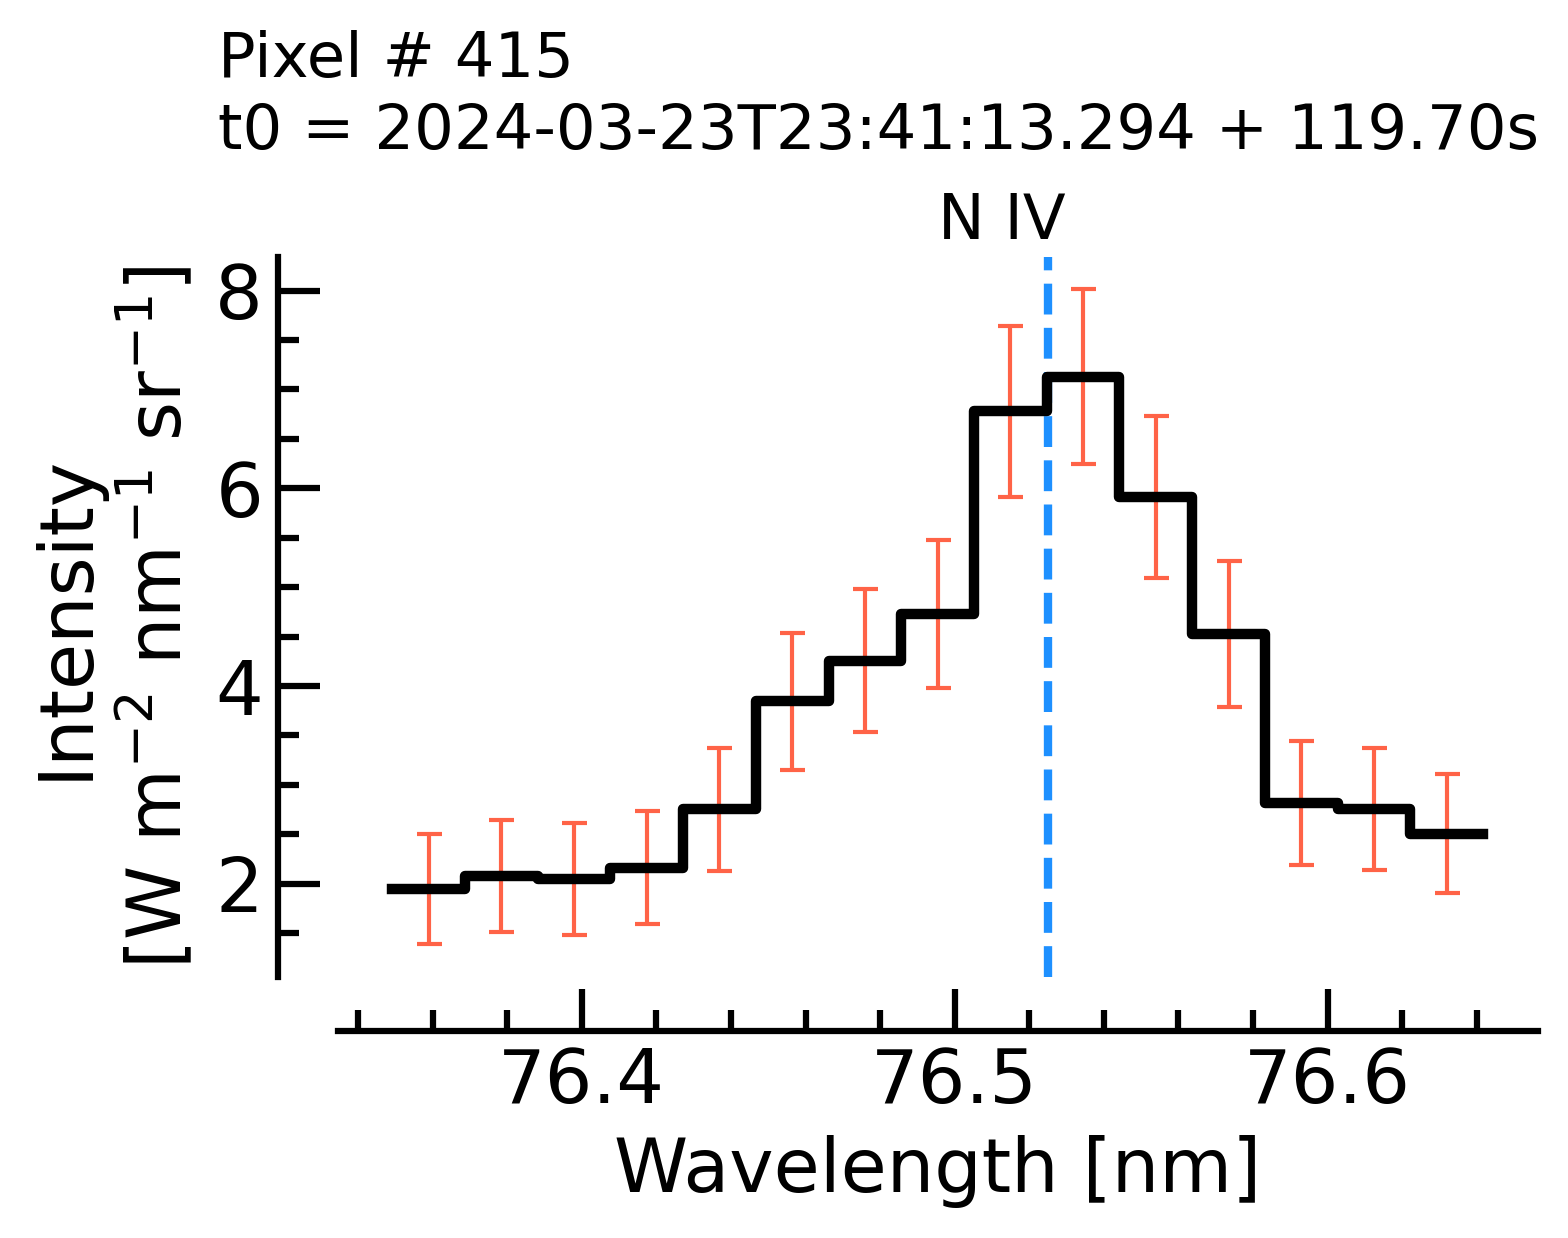 Pixel # 415
t0 = 2024-03-23T23:41:13.294 + 119.70s
N IV
Intensity
[W m⁻² nm⁻¹ sr⁻¹]
8
6
4
2
76.4 76.5 76.6
Wavelength [nm]